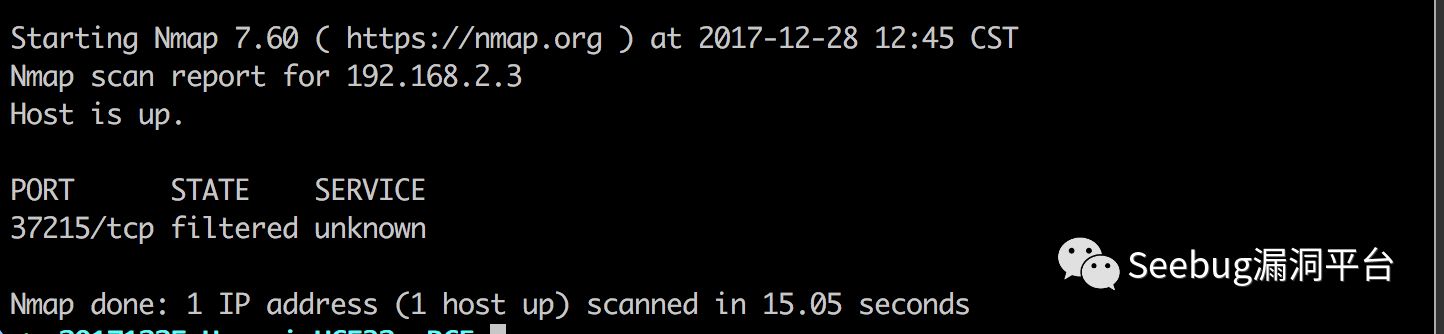 Starting Nmap 7.60 ( https://nmap.org ) at 2017-12-28 12:45 CST
Nmap scan report for 192.168.2.3
Host is up.
PORT      STATE    SERVICE
37215/tcp filtered unknown
Seebug漏洞平台
Nmap done: 1 IP address (1 host up) scanned in 15.05 seconds